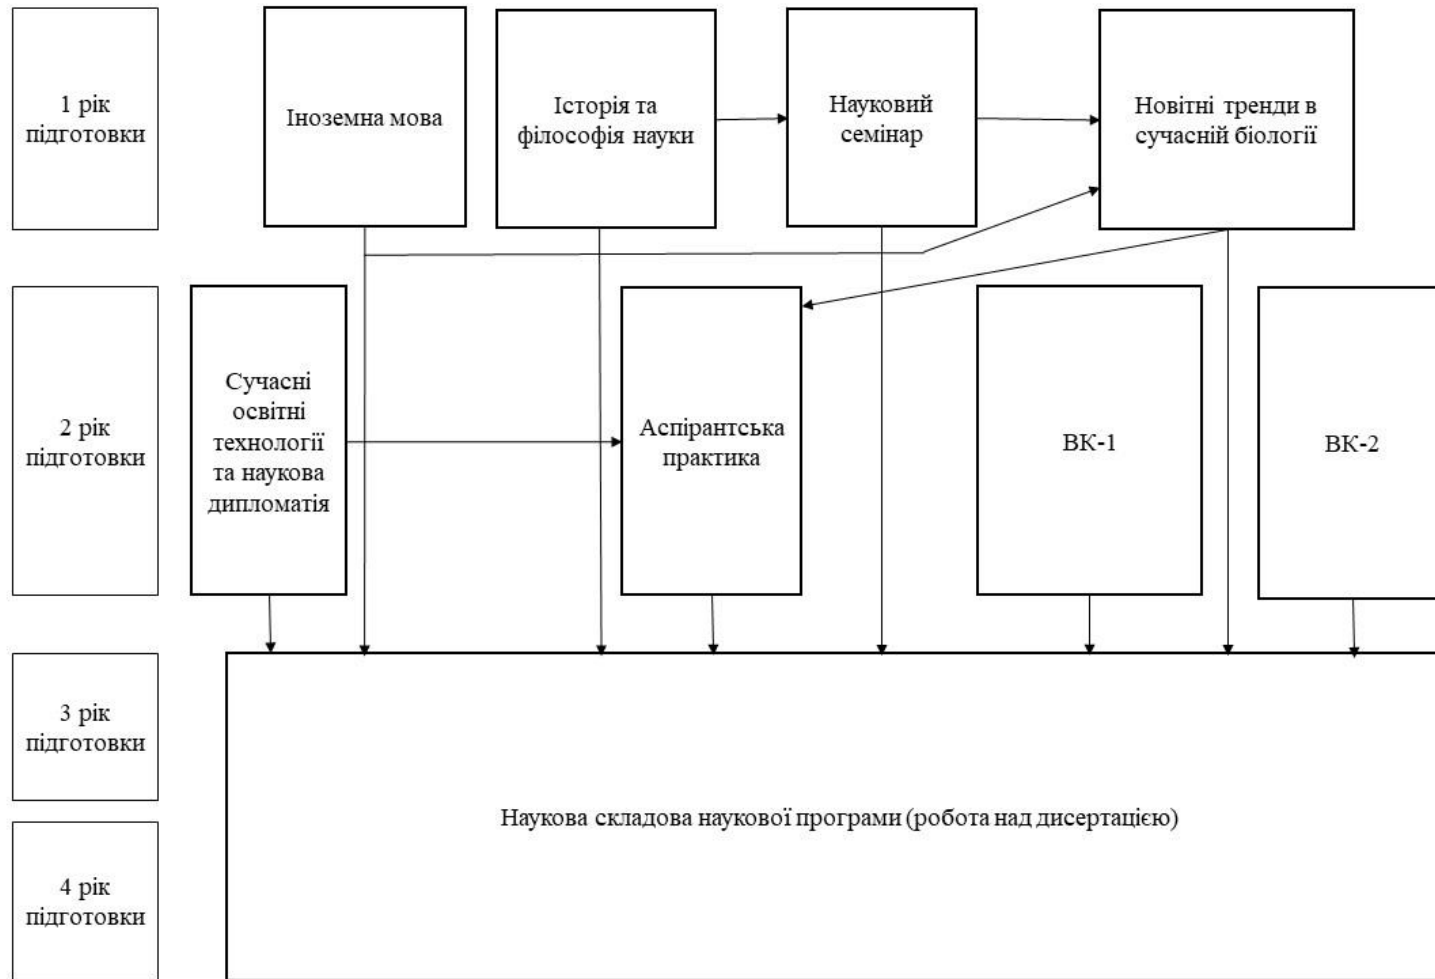 1 рік
підготовки
Іноземна мова
Історія та
філософія науки
Науковий
семінар
Новітні тренди в
сучасній біології
2 рік
підготовки
Сучасні
освітні
технології
та наукова
дипломатія
Аспірантська
практика
ВК-1
ВК-2
3 рік
підготовки
Наукова складова наукової програми (робота над дисертацією)
4 рік
підготовки